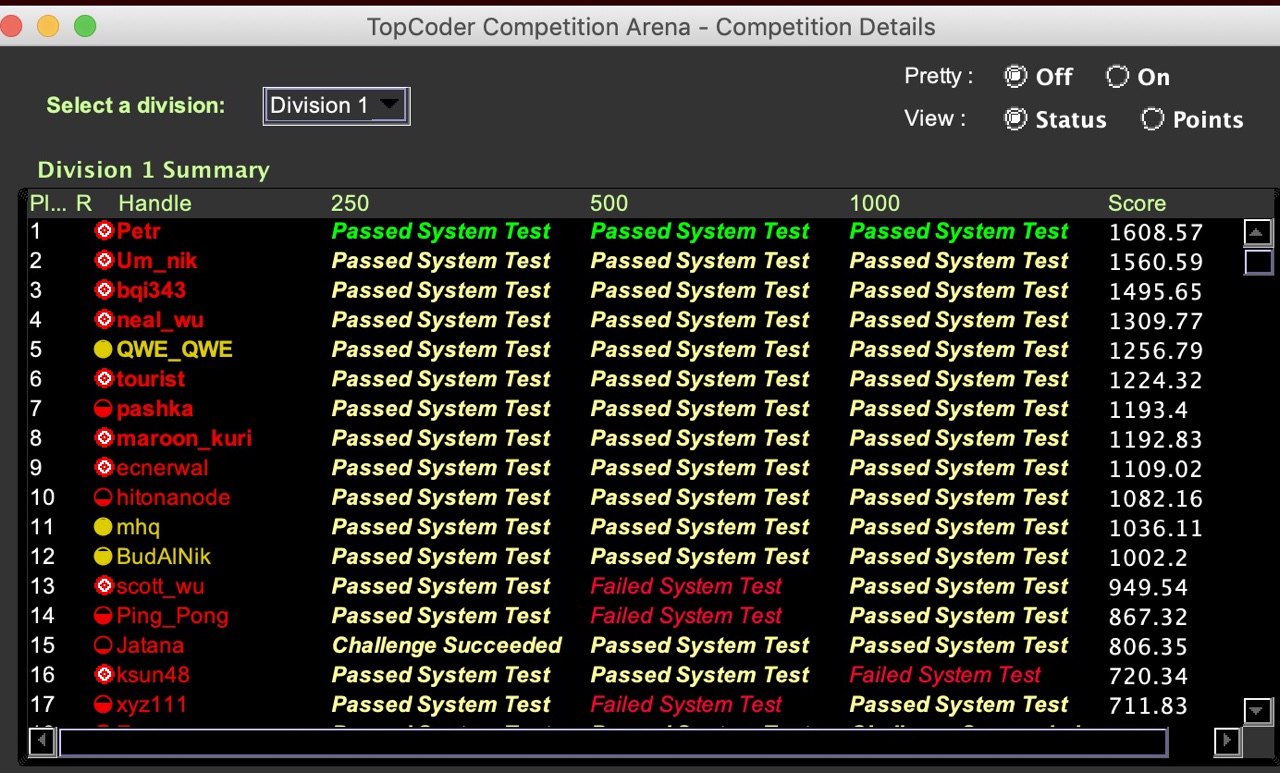 TopCoder Competition Arena - Competition Details
Pretty : Off On
Select a division: Division 1
View : Status Points
Division 1 Summary
Pl... R Handle 250 500 1000 Score
1 Petr Passed System Test Passed System Test Passed System Test 1608.57
2 Um_nik Passed System Test Passed System Test Passed System Test 1560.59
3 bqi343 Passed System Test Passed System Test Passed System Test 1495.65
4 neal_wu Passed System Test Passed System Test Passed System Test 1309.77
5 QWE_QWE Passed System Test Passed System Test Passed System Test 1256.79
6 tourist Passed System Test Passed System Test Passed System Test 1224.32
7 pashka Passed System Test Passed System Test Passed System Test 1193.4
8 maroon_kuri Passed System Test Passed System Test Passed System Test 1192.83
9 ecnerwal Passed System Test Passed System Test Passed System Test 1109.02
10 hitonanode Passed System Test Passed System Test Passed System Test 1082.16
11 mhq Passed System Test Passed System Test Passed System Test 1036.11
12 BudAlNik Passed System Test Passed System Test Passed System Test 1002.2
13 scott_wu Passed System Test Failed System Test Passed System Test 949.54
14 Ping_Pong Passed System Test Failed System Test Passed System Test 867.32
15 Jatana Challenge Succeeded Passed System Test Passed System Test 806.35
16 ksun48 Passed System Test Passed System Test Failed System Test 720.34
17 xyz111 Passed System Test Failed System Test Passed System Test 711.83